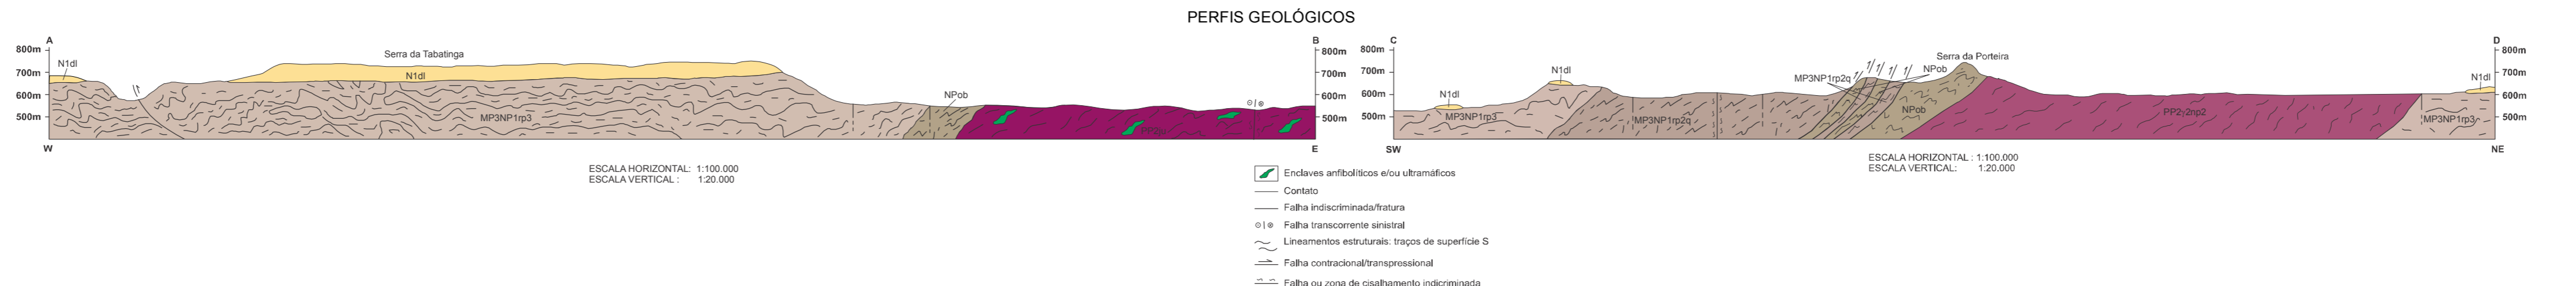 PERFIS GEOLÓGICOS
A
800m
700m
600m
500m
W
N1dl
Serra da Tabatinga
N1dl
MP3NP1rp3
NPob
B
800m
700m
600m
500m
E
ESCALA HORIZONTAL: 1:100.000
ESCALA VERTICAL : 1:20.000
C
800m
700m
600m
500m
SW
N1dl
MP3NP1rp3
N1dl
MP3NP1rp2q
MP3NP1rp2q
NPob
Serra da Porteira
NPob
PP2γ2np2
N1dl
MP3NP1rp3
D
800m
700m
600m
500m
NE
ESCALA HORIZONTAL : 1:100.000
ESCALA VERTICAL: 1:20.000
Enclaves anfibolíticos e/ou ultramáficos
Contato
Falha indiscriminada/fratura
Falha transcorrente sinistral
Lineamentos estruturais: traços de superfície S
Falha contracional/transpressional
Falha ou zona de cisalhamento indicriminada